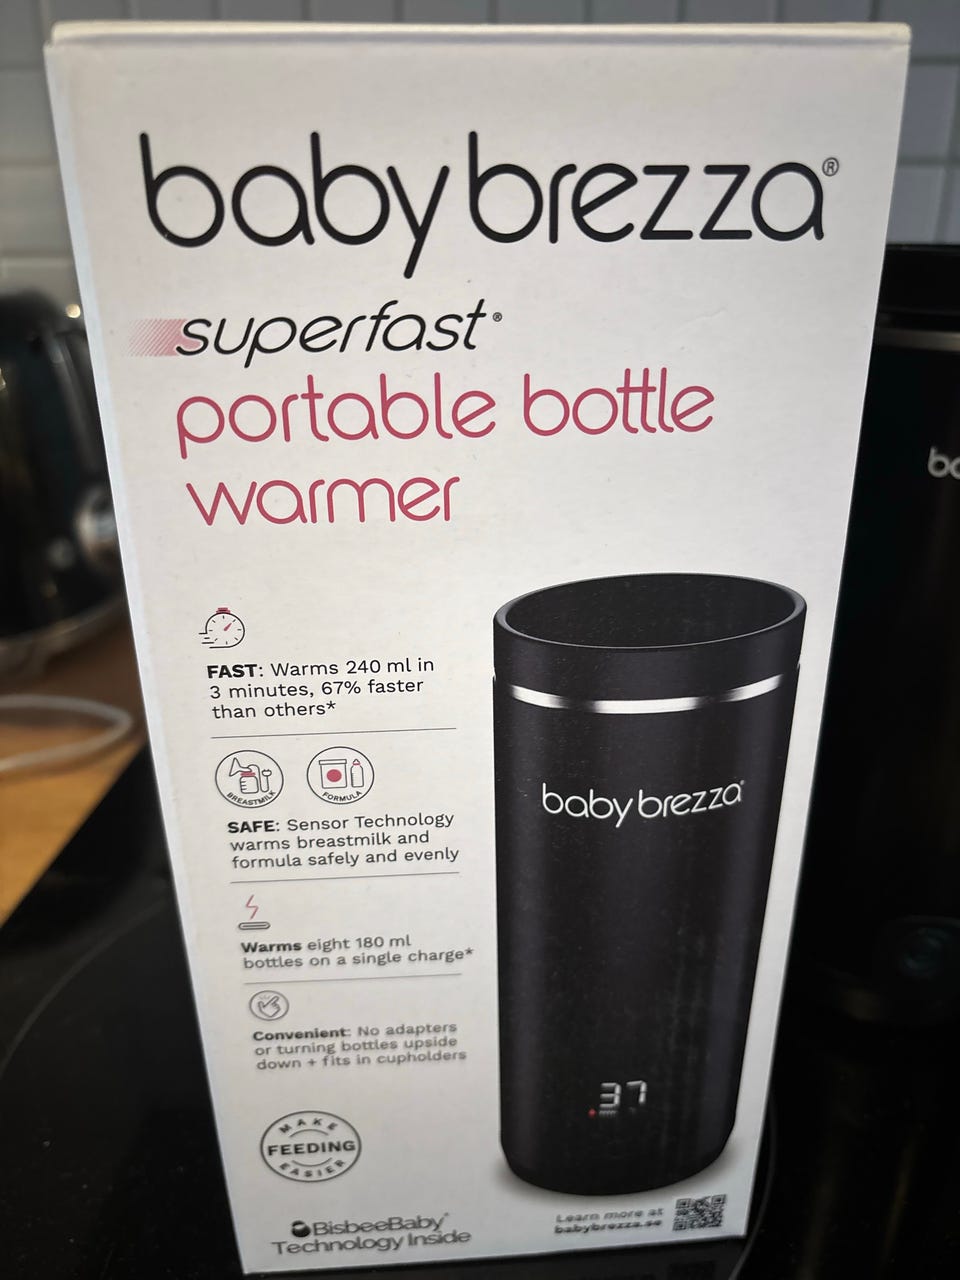 baby brezza®
superfast®
portable bottle
warmer
FAST: Warms 240 ml in
3 minutes, 67% faster
than others*
BREASTMILK
FORMULA
SAFE: Sensor Technology
warms breastmilk and
formula safely and evenly
Warms eight 180 ml
bottles on a single charge*
Convenient: No adapters
or turning bottles upside
down + fits in cupholders
MAKE
FEEDING
EASIER
BisbeeBaby
Technology Inside
baby brezza
37
Learn more at
babybrezza.se